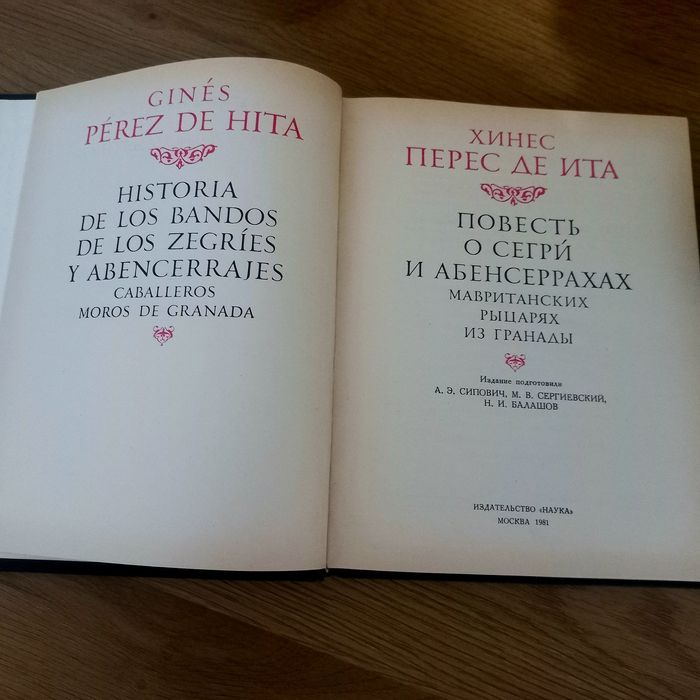 GINÉS
PÉREZ DE HITA
HISTORIA
DE LOS BANDOS
DE LOS ZEGRÍES
Y ABENCERRAJES
CABALLEROS
MOROS DE GRANADA
ХИНЕС
ПЕРЕС ДЕ ИТА
ПОВЕСТЬ
О СЕГРИ́
И АБЕНСЕРРАХАХ
МАВРИТАНСКИХ
РЫЦАРЯХ
ИЗ ГРАНАДЫ
Издание подготовили
А. Э. СИПОВИЧ, М. В. СЕРГИЕВСКИЙ,
Н. И. БАЛАШОВ
ИЗДАТЕЛЬСТВО «НАУКА»
МОСКВА 1981